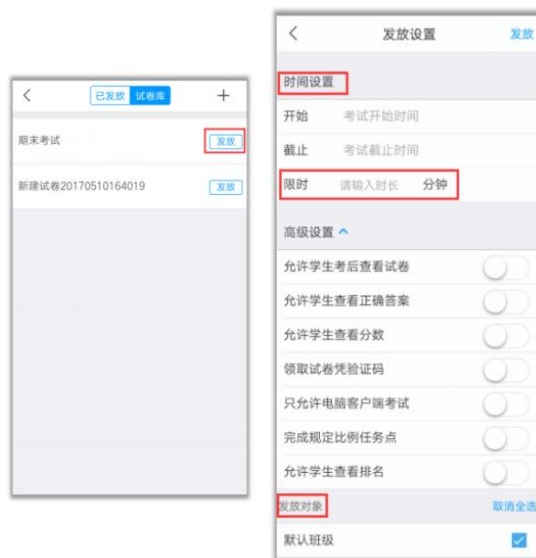 已发放 试卷库
期末考试 发放
新建试卷20170510164019 发放
发放设置 发放
时间设置
开始 考试开始时间
截止 考试截止时间
限时 请输入时长 分钟
高级设置
允许学生考后查看试卷
允许学生查看正确答案
允许学生查看分数
领取试卷凭验证码
只允许电脑客户端考试
完成规定比例任务点
允许学生查看排名
发放对象 取消全选
默认班级